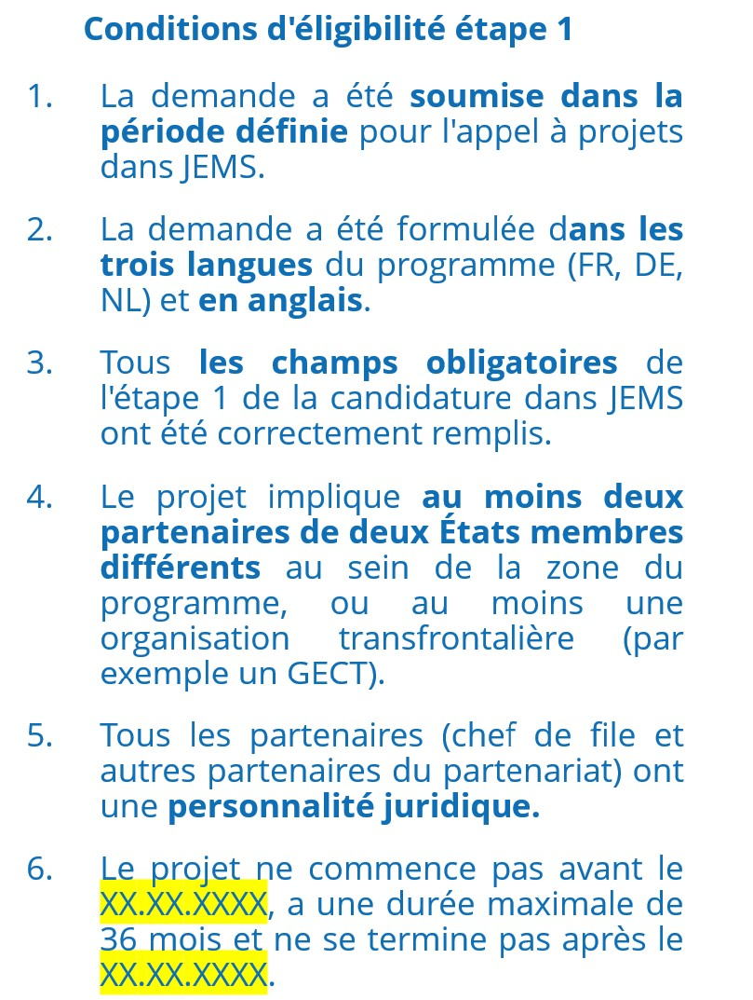 Conditions d'éligibilité étape 1
1. La demande a été soumise dans la
période définie pour l'appel à projets
dans JEMS.
2. La demande a été formulée dans les
trois langues du programme (FR, DE,
NL) et en anglais.
3. Tous les champs obligatoires de
l'étape 1 de la candidature dans JEMS
ont été correctement remplis.
4. Le projet implique au moins deux
partenaires de deux États membres
différents au sein de la zone du
programme, ou au moins une
organisation transfrontalière (par
exemple un GECT).
5. Tous les partenaires (chef de file et
autres partenaires du partenariat) ont
une personnalité juridique.
6. Le projet ne commence pas avant le
XX.XX.XXXX, a une durée maximale de
36 mois et ne se termine pas après le
XX.XX.XXXX.